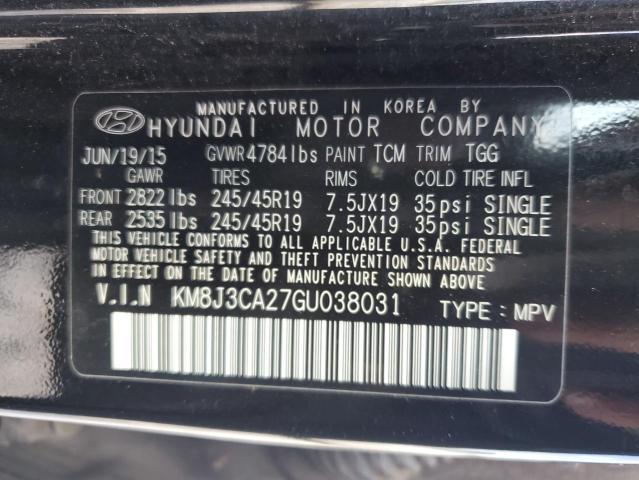 MANUFACTURED IN KOREA BY
HYUNDAI MOTOR COMPANY
JUN/19/15 GVWR4784lbs PAINT TCM TRIM TGG
GAWR TIRES RIMS COLD TIRE INFL
FRONT 2822 lbs 245/45R19 7.5JX19 35psi SINGLE
REAR 2535 lbs 245/45R19 7.5JX19 35psi SINGLE
THIS VEHICLE CONFORMS TO ALL APPLICABLE U.S.A. FEDERAL
MOTOR VEHICLE SAFETY AND THEFT PREVENTION STANDARDS
IN EFFECT ON THE DATE OF MANUFACTURE SHOWN ABOVE.
V.I.N KM8J3CA27GU038031 TYPE : MPV